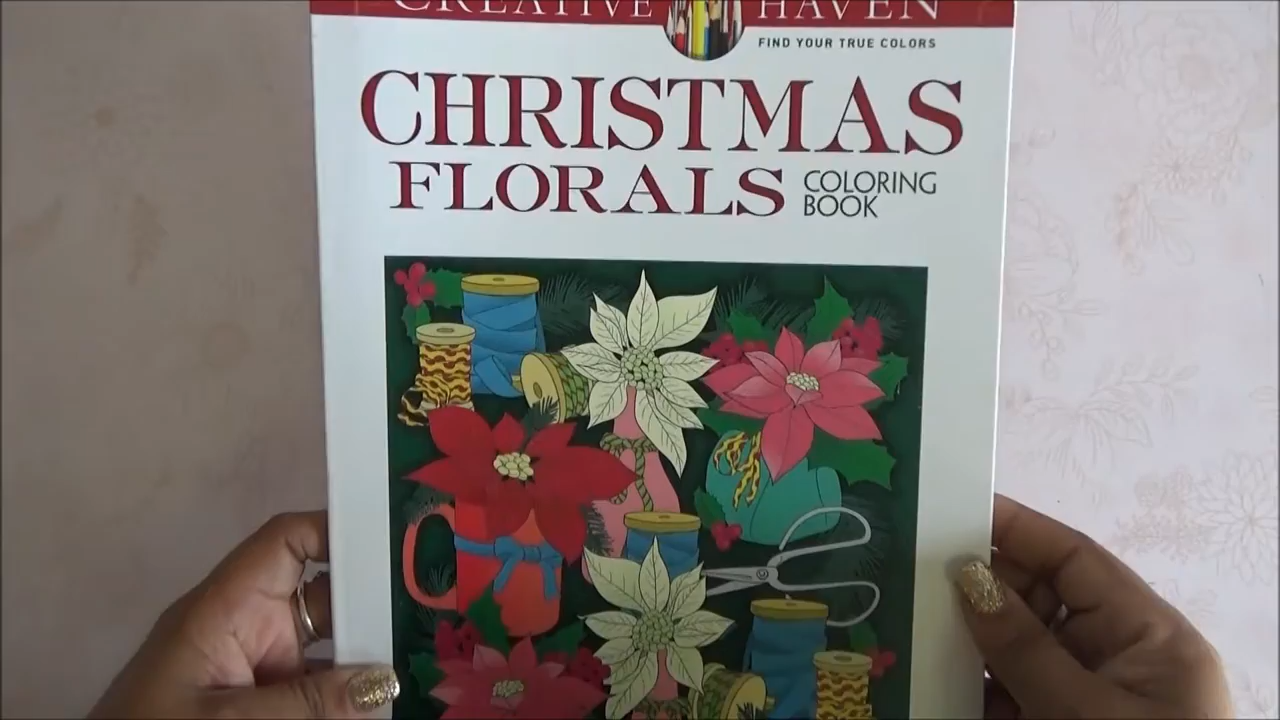 CREATIVE HAVEN
FIND YOUR TRUE COLORS
CHRISTMAS
FLORALS
COLORING
BOOK